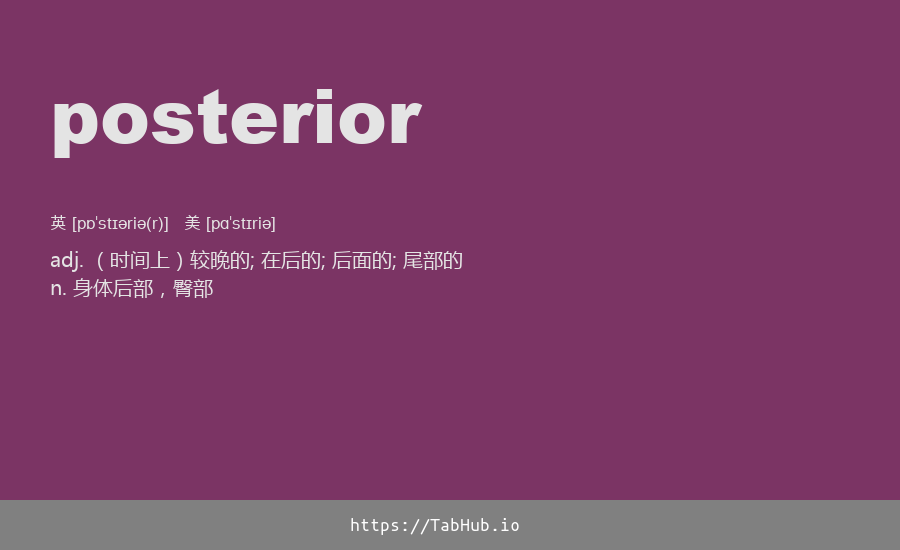 posterior
英 [pɒˈstɪəriə(r)] 美 [pɑˈstɪriə]
adj. （时间上）较晚的; 在后的; 后面的; 尾部的
n. 身体后部，臀部
https://TabHub.io